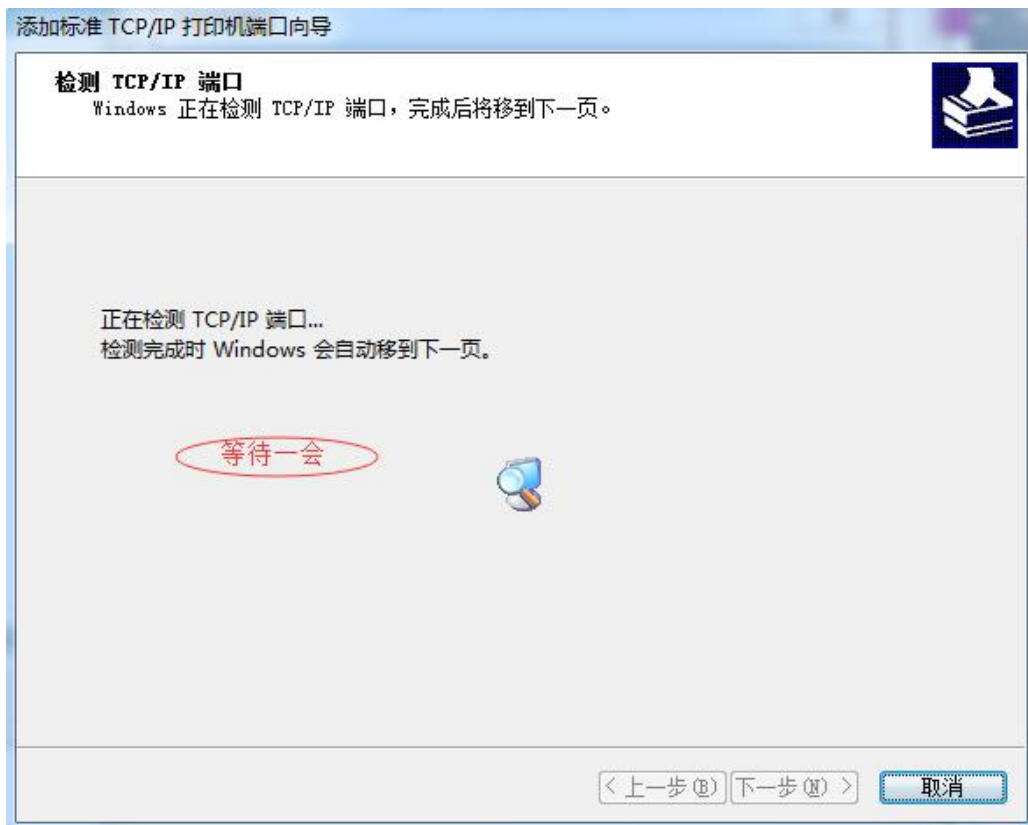 添加标准 TCP/IP 打印机端口向导
检测 TCP/IP 端口
Windows 正在检测 TCP/IP 端口，完成后将移到下一页。
正在检测 TCP/IP 端口...
检测完成时 Windows 会自动移到下一页。
等待一会
< 上一步(B) 下一步(N) > 取消